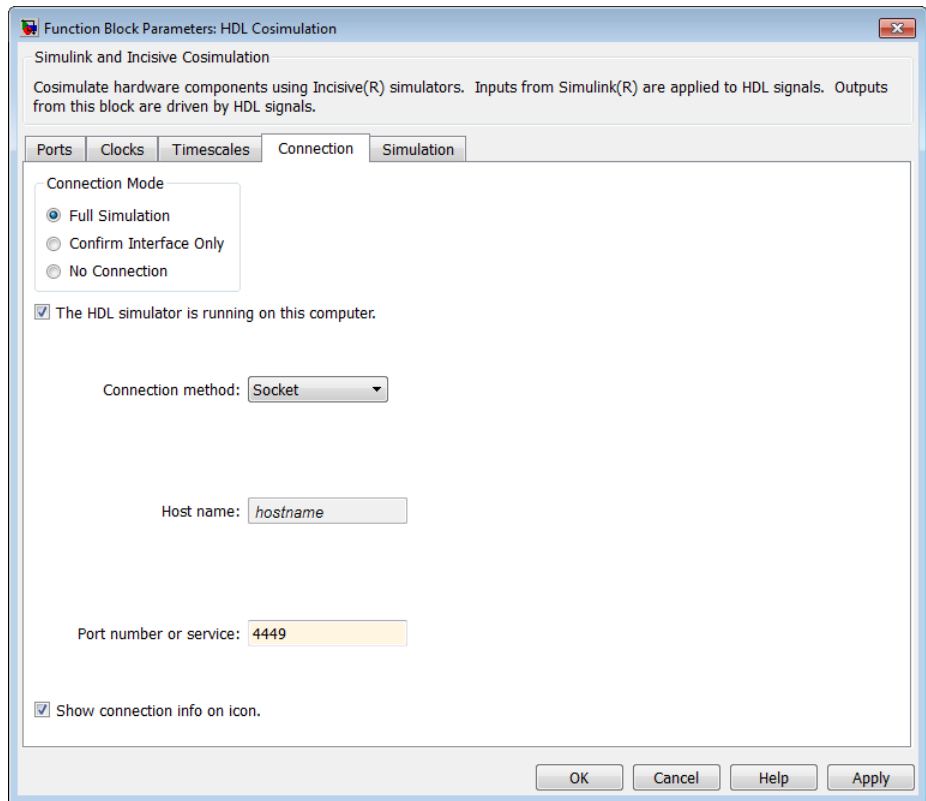 Function Block Parameters: HDL Cosimulation
Simulink and Incisive Cosimulation
Cosimulate hardware components using Incisive(R) simulators.  Inputs from Simulink(R) are applied to HDL signals.  Outputs
from this block are driven by HDL signals.
Ports Clocks Timescales Connection Simulation
Connection Mode
Full Simulation
Confirm Interface Only
No Connection
The HDL simulator is running on this computer.
Connection method: Socket
Host name: hostname
Port number or service: 4449
Show connection info on icon.
OK Cancel Help Apply